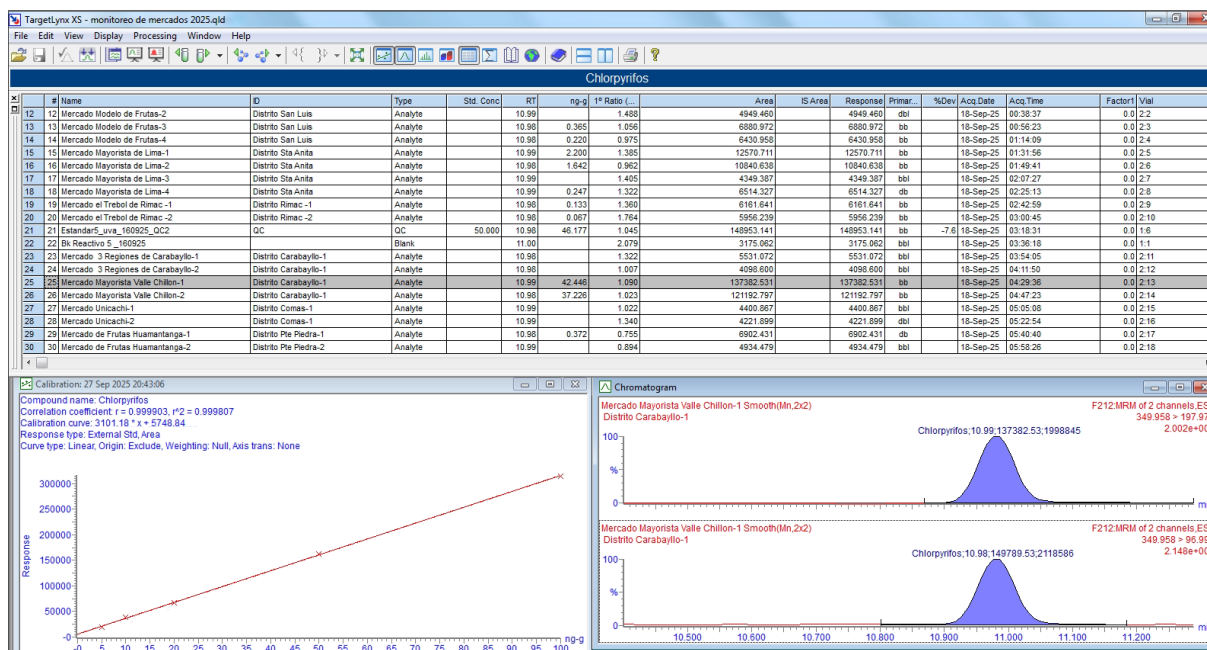 TargetLynx XS - monitoreo de mercados 2025.qld
File Edit View Display Processing Window Help
Chlorpyrifos
# Name ID Type Std. Conc RT ng-g 1º Ratio (... Area IS Area Response Primar... %Dev Acq.Date Acq.Time Factor1 Vial
12 12 Mercado Modelo de Frutas-2 Distrito San Luis Analyte 10.99 1.488 4949.460 4949.460 dbl 18-Sep-25 00:38:37 0.0 2:2
13 13 Mercado Modelo de Frutas-3 Distrito San Luis Analyte 10.98 0.365 1.056 6880.972 6880.972 bb 18-Sep-25 00:56:23 0.0 2:3
14 14 Mercado Modelo de Frutas-4 Distrito San Luis Analyte 10.98 0.220 0.975 6430.958 6430.958 bb 18-Sep-25 01:14:09 0.0 2:4
15 15 Mercado Mayorista de Lima-1 Distrito Sta Anita Analyte 10.99 2.200 1.385 12570.711 12570.711 bb 18-Sep-25 01:31:56 0.0 2:5
16 16 Mercado Mayorista de Lima-2 Distrito Sta Anita Analyte 10.98 1.642 0.962 10840.638 10840.638 bb 18-Sep-25 01:49:41 0.0 2:6
17 17 Mercado Mayorista de Lima-3 Distrito Sta Anita Analyte 10.99 1.405 4349.387 4349.387 bbl 18-Sep-25 02:07:27 0.0 2:7
18 18 Mercado Mayorista de Lima-4 Distrito Sta Anita Analyte 10.99 0.247 1.322 6514.327 6514.327 db 18-Sep-25 02:25:13 0.0 2:8
19 19 Mercado el Trebol de Rimac -1 Distrito Rimac -1 Analyte 10.98 0.133 1.360 6161.641 6161.641 bb 18-Sep-25 02:42:59 0.0 2:9
20 20 Mercado el Trebol de Rimac -2 Distrito Rimac -2 Analyte 10.98 0.067 1.764 5956.239 5956.239 bb 18-Sep-25 03:00:45 0.0 2:10
21 21 Estandar5_uva_160925_QC2 QC QC 50.000 10.98 46.177 1.045 148953.141 148953.141 bb -7.6 18-Sep-25 03:18:31 0.0 1:6
22 22 Bk Reactivo 5 _160925 Blank 11.00 2.079 3175.062 3175.062 bbl 18-Sep-25 03:36:18 0.0 1:1
23 23 Mercado 3 Regiones de Carabayllo-1 Distrito Carabayllo-1 Analyte 10.98 1.322 5531.072 5531.072 bbl 18-Sep-25 03:54:05 0.0 2:11
24 24 Mercado 3 Regiones de Carabayllo-2 Distrito Carabayllo-1 Analyte 10.98 1.007 4098.600 4098.600 bbl 18-Sep-25 04:11:50 0.0 2:12
25 25 Mercado Mayorista Valle Chillon-1 Distrito Carabayllo-1 Analyte 10.99 42.446 1.090 137382.531 137382.531 bb 18-Sep-25 04:29:36 0.0 2:13
26 26 Mercado Mayorista Valle Chillon-2 Distrito Carabayllo-1 Analyte 10.98 37.226 1.023 121192.797 121192.797 bb 18-Sep-25 04:47:23 0.0 2:14
27 27 Mercado Unicachi-1 Distrito Comas-1 Analyte 10.99 1.022 4400.867 4400.867 bbl 18-Sep-25 05:05:08 0.0 2:15
28 28 Mercado Unicachi-2 Distrito Comas-1 Analyte 10.99 1.340 4221.899 4221.899 dbl 18-Sep-25 05:22:54 0.0 2:16
29 29 Mercado de Frutas Huamantanga-1 Distrito Pte Piedra-1 Analyte 10.98 0.372 0.755 6902.431 6902.431 db 18-Sep-25 05:40:40 0.0 2:17
30 30 Mercado de Frutas Huamantanga-2 Distrito Pte Piedra-2 Analyte 10.99 0.894 4934.479 4934.479 bbl 18-Sep-25 05:58:26 0.0 2:18
Calibration: 27 Sep 2025 20:43:06
Compound name: Chlorpyrifos
Correlation coefficient: r = 0.999903, r^2 = 0.999807
Calibration curve: 3101.18 * x + 5748.84
Response type: External Std, Area
Curve type: Linear, Origin: Exclude, Weighting: Null, Axis trans: None
Response
300000
250000
200000
150000
100000
50000
-0
-0 5 10 15 20 25 30 35 40 45 50 55 60 65 70 75 80 85 90 95 100 ng-g
Chromatogram
Mercado Mayorista Valle Chillon-1 Smooth(Mn,2x2) F212:MRM of 2 channels,ES
Distrito Carabayllo-1 349.958 > 197.97
2.002e+00
Chlorpyrifos;10.99;137382.53;1998845
100
%
0
Mercado Mayorista Valle Chillon-1 Smooth(Mn,2x2) F212:MRM of 2 channels,ES
Distrito Carabayllo-1 349.958 > 96.99
2.148e+00
Chlorpyrifos;10.98;149789.53;2118586
100
%
0
10.500 10.600 10.700 10.800 10.900 11.000 11.100 11.200